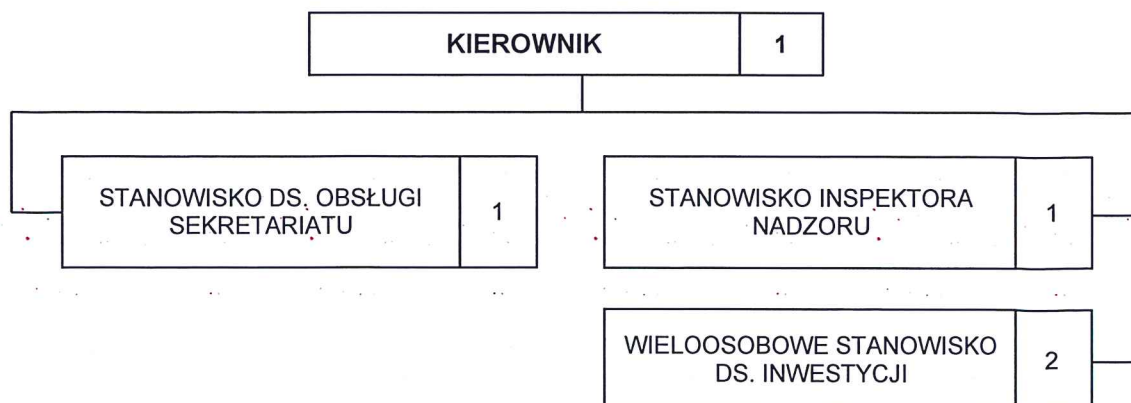 KIEROWNIK 1
STANOWISKO DS. OBSŁUGI
SEKRETARIATU
1
STANOWISKO INSPEKTORA
NADZORU
1
WIELOOSOBOWE STANOWISKO
DS. INWESTYCJI
2